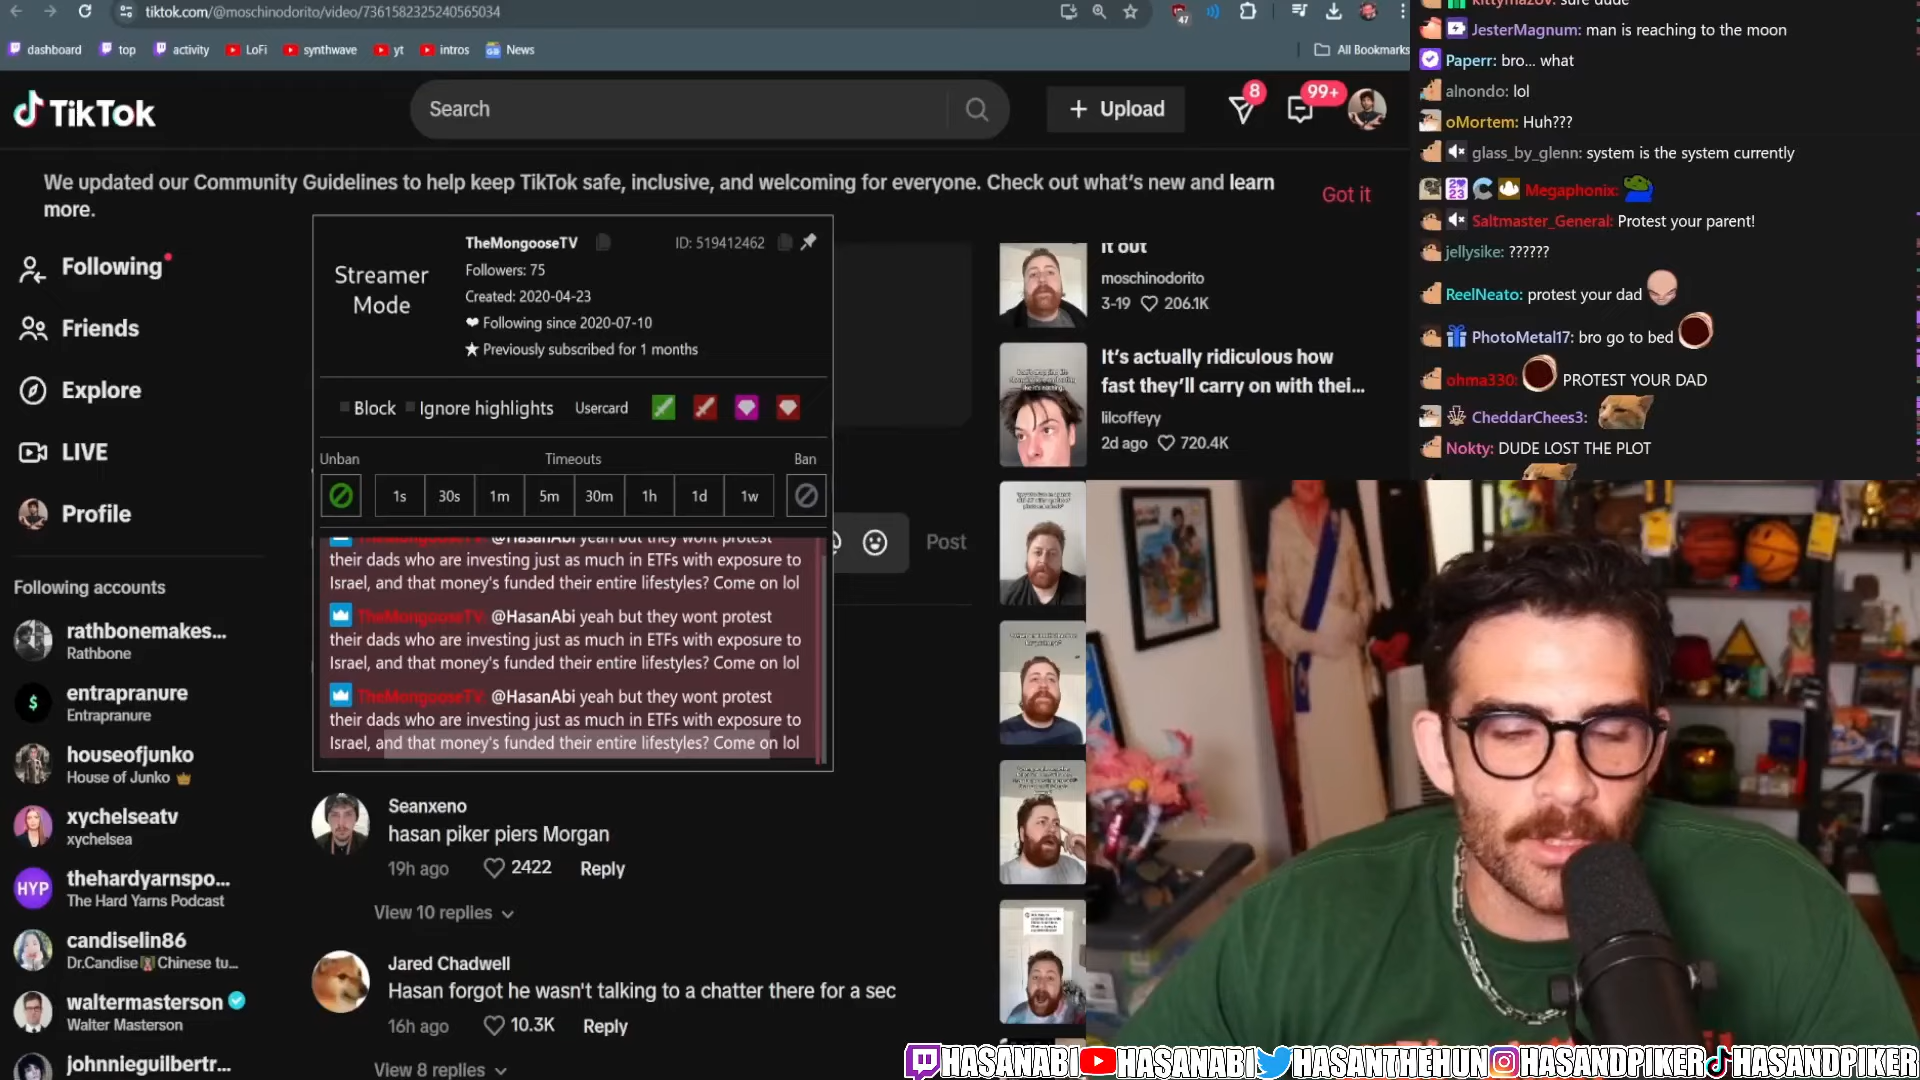 tiktok.com/@moschinodorito/video/7361582325240565034
47
dashboard
top
activity
LoFi
synthwave
yt
intros
News
All Bookmarks
TikTok
Search
+ Upload
8
99+
We updated our Community Guidelines to help keep TikTok safe, inclusive, and welcoming for everyone. Check out what's new and learn
more.
Got it
Following
Friends
Explore
LIVE
Profile
Following accounts
rathbonemakes...
Rathbone
entrapranure
Entrapranure
houseofjunko
House of Junko
xychelseatv
xychelsea
HYP
thehardyarnspo...
The Hard Yarns Podcast
candiselin86
Dr.Candise Chinese tu...
waltermasterson
Walter Masterson
johnnieguilbertr...
Streamer
Mode
TheMongooseTV
ID: 519412462
Followers: 75
Created: 2020-04-23
Following since 2020-07-10
Previously subscribed for 1 months
Block
Ignore highlights
Usercard
Unban
Timeouts
Ban
1s
30s
1m
5m
30m
1h
1d
1w
TheMongooseTV: @HasanAbi yeah but they wont protest
their dads who are investing just as much in ETFs with exposure to
Israel, and that money's funded their entire lifestyles? Come on lol
TheMongooseTV: @HasanAbi yeah but they wont protest
their dads who are investing just as much in ETFs with exposure to
Israel, and that money's funded their entire lifestyles? Come on lol
TheMongooseTV: @HasanAbi yeah but they wont protest
their dads who are investing just as much in ETFs with exposure to
Israel, and that money's funded their entire lifestyles? Come on lol
Post
Seanxeno
hasan piker piers Morgan
19h ago
2422
Reply
View 10 replies
Jared Chadwell
Hasan forgot he wasn't talking to a chatter there for a sec
16h ago
10.3K
Reply
View 8 replies
it out
moschinodorito
3-19
206.1K
It's actually ridiculous how
fast they'll carry on with thei...
lilcoffeyy
2d ago
720.4K
kittymazov: sure dude
JesterMagnum: man is reaching to the moon
Paperr: bro... what
alnondo: lol
oMortem: Huh???
glass_by_glenn: system is the system currently
Megaphonix:
Saltmaster_General: Protest your parent!
jellysike: ??????
ReelNeato: protest your dad
PhotoMetal17: bro go to bed
ohma330: PROTEST YOUR DAD
CheddarChees3:
Nokty: DUDE LOST THE PLOT
HASANABI
HASANABI
HASANTHEHUN
HASANDPIKER
HASANDPIKER